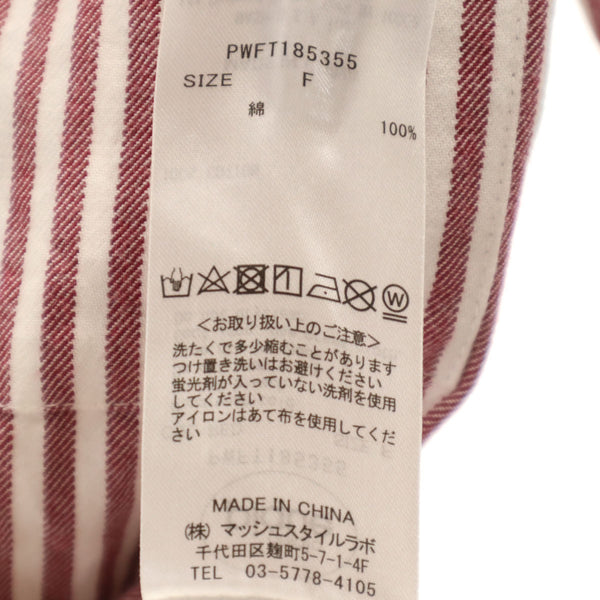 PWFT185355
SIZE F
綿
100%
W
<お取り扱い上のご注意>
洗たくで多少縮むことがあります
つけ置き洗いはお避けください
蛍光剤が入っていない洗剤を使用
してください
アイロンはあて布を使用してくだ
さい
MADE IN CHINA
(株) マッシュスタイルラボ
千代田区麹町5-7-1-4F
TEL 03-5778-4105